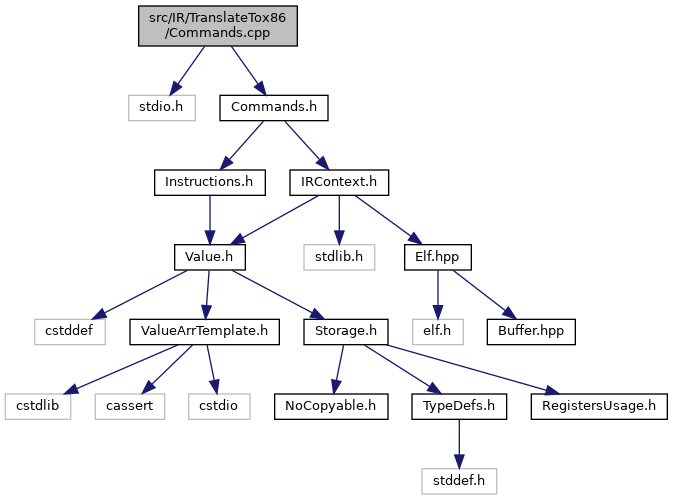 src/IR/TranslateTox86
/Commands.cpp
stdio.h
Commands.h
Instructions.h
IRContext.h
Value.h
stdlib.h
Elf.hpp
cstddef
ValueArrTemplate.h
Storage.h
elf.h
Buffer.hpp
cstdlib
cassert
cstdio
NoCopyable.h
TypeDefs.h
RegistersUsage.h
stddef.h